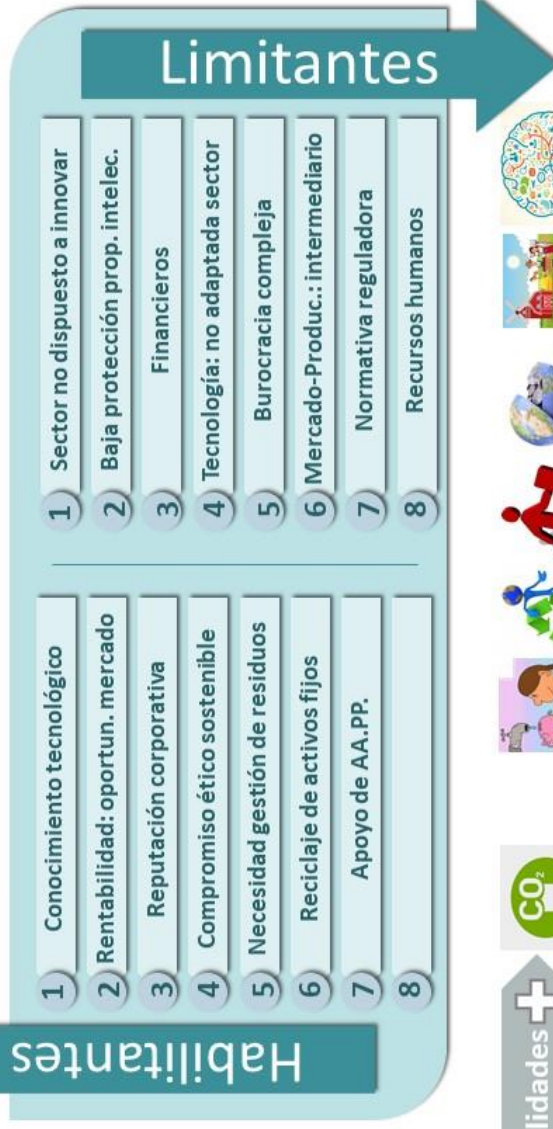 Habilitantes
1 Conocimiento tecnológico
2 Rentabilidad: oportun. mercado
3 Reputación corporativa
4 Compromiso ético sostenible
5 Necesidad gestión de residuos
6 Reciclaje de activos fijos
7 Apoyo de AA.PP.
8
Limitantes
1 Sector no dispuesto a innovar
2 Baja protección prop. intelec.
3 Financieros
4 Tecnología: no adaptada sector
5 Burocracia compleja
6 Mercado-Produc.: intermediario
7 Normativa reguladora
8 Recursos humanos
lidades +
CO₂